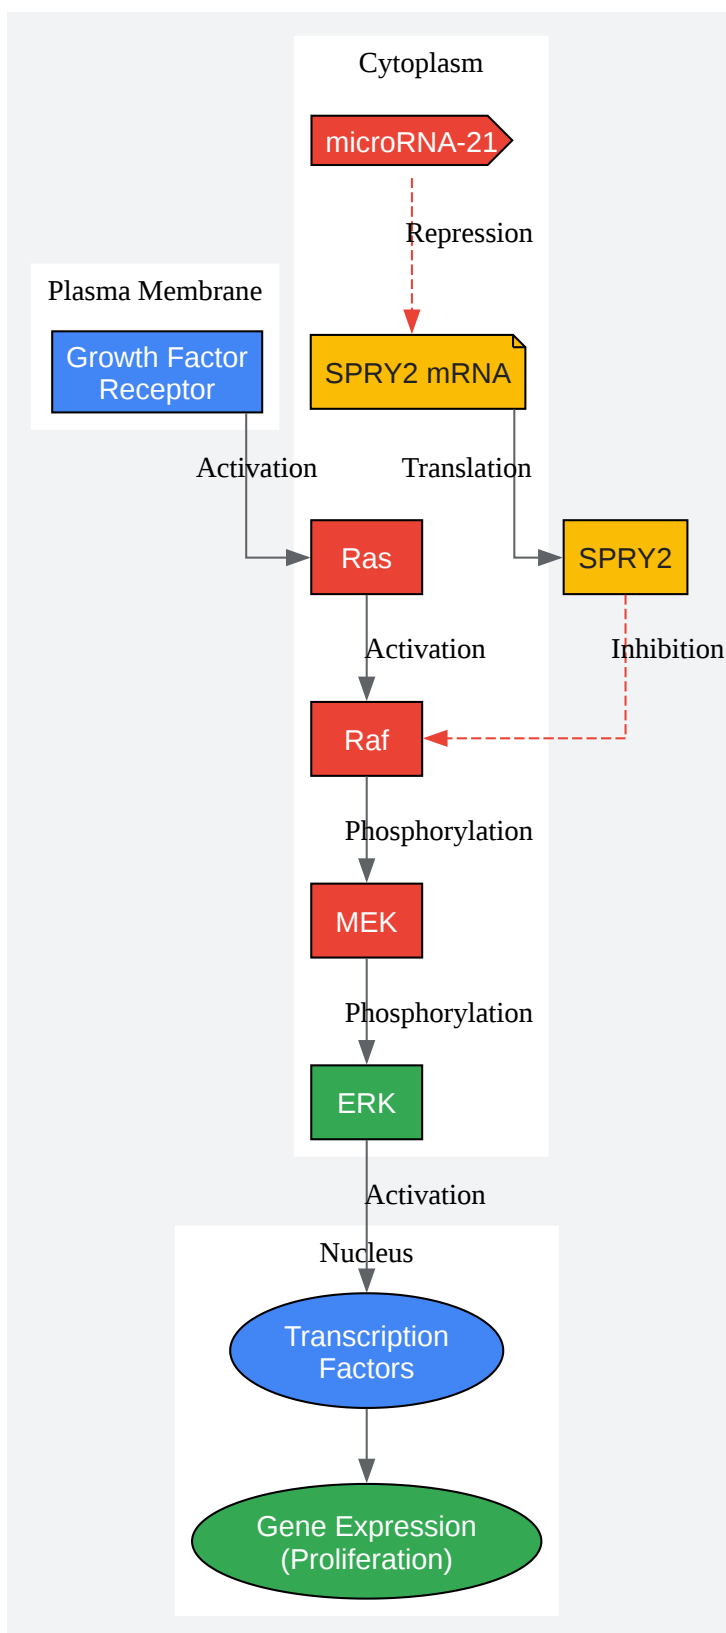 Cytoplasm
microRNA-21
Repression
Plasma Membrane
Growth Factor
Receptor
SPRY2 mRNA
Activation
Translation
Ras
SPRY2
Activation
Inhibition
Raf
Phosphorylation
MEK
Phosphorylation
ERK
Activation
Nucleus
Transcription
Factors
Gene Expression
(Proliferation)